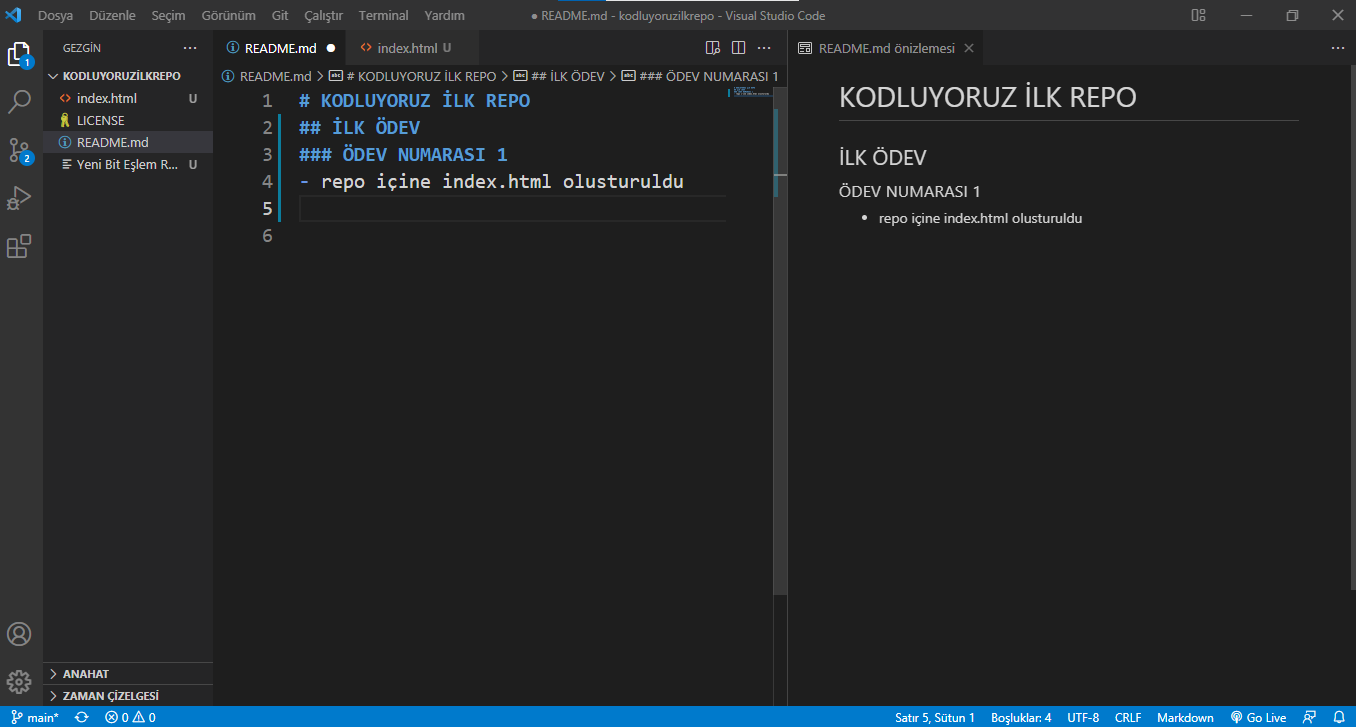 Dosya Düzenle Seçim Görünüm Git Çalıştır Terminal Yardım ● README.md - kodluyoruzilkrepo - Visual Studio Code
GEZGİN ···
KODLUYORUZİLKREPO
index.html U
LICENSE
README.md
Yeni Bit Eşlem R... U
ANAHAT
ZAMAN ÇİZELGESİ
1
2
README.md ● index.html U
README.md > # KODLUYORUZ İLK REPO > ## İLK ÖDEV > ### ÖDEV NUMARASI 1
1 # KODLUYORUZ İLK REPO
2 ## İLK ÖDEV
3 ### ÖDEV NUMARASI 1
4 - repo içine index.html olusturuldu
5
6
README.md önizlemesi
KODLUYORUZ İLK REPO
İLK ÖDEV
ÖDEV NUMARASI 1
• repo içine index.html olusturuldu
main* 0 0 Satır 5, Sütun 1 Boşluklar: 4 UTF-8 CRLF Markdown Go Live